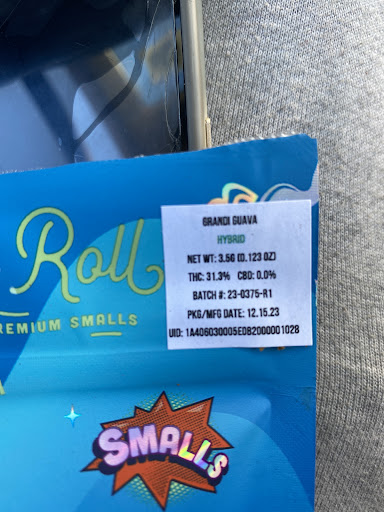 Roll
PREMIUM SMALLS
GRANDI GUAVA
HYBRID
NET WT: 3.5G (0.123 OZ)
THC: 31.3% CBD: 0.0%
BATCH #: 23-0375-R1
PKG/MFG DATE: 12.15.23
UID: 1A406030005E0B2000001028
SMALLS